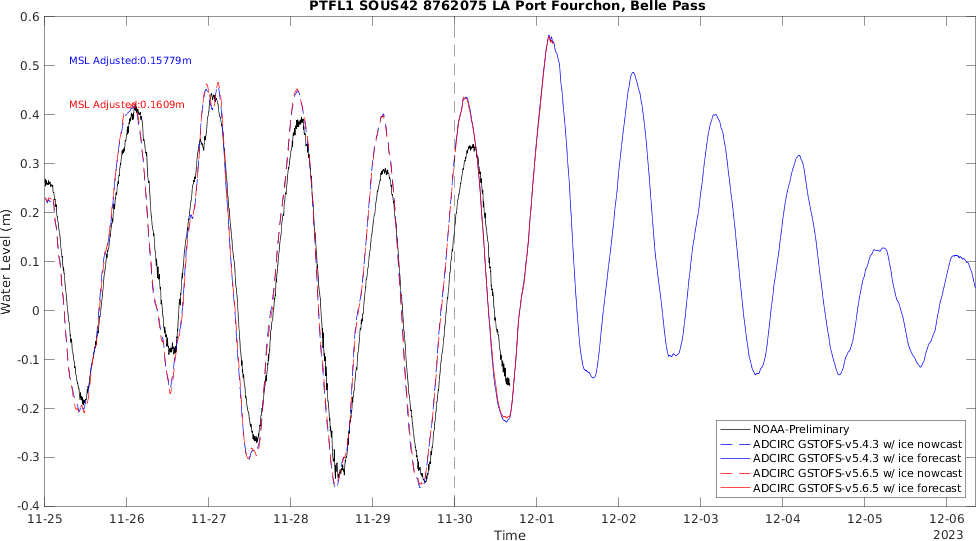 PTFL1 SOUS42 8762075 LA Port Fourchon, Belle Pass
0.6
0.5
0.4
0.3
0.2
0.1
0
-0.1
-0.2
-0.3
-0.4
Water Level (m)
MSL Adjusted:0.15779m
MSL Adjusted:0.1609m
NOAA-Preliminary
ADCIRC GSTOFS-v5.4.3 w/ ice nowcast
ADCIRC GSTOFS-v5.4.3 w/ ice forecast
ADCIRC GSTOFS-v5.6.5 w/ ice nowcast
ADCIRC GSTOFS-v5.6.5 w/ ice forecast
11-25 11-26 11-27 11-28 11-29 11-30 12-01 12-02 12-03 12-04 12-05 12-06
2023
Time